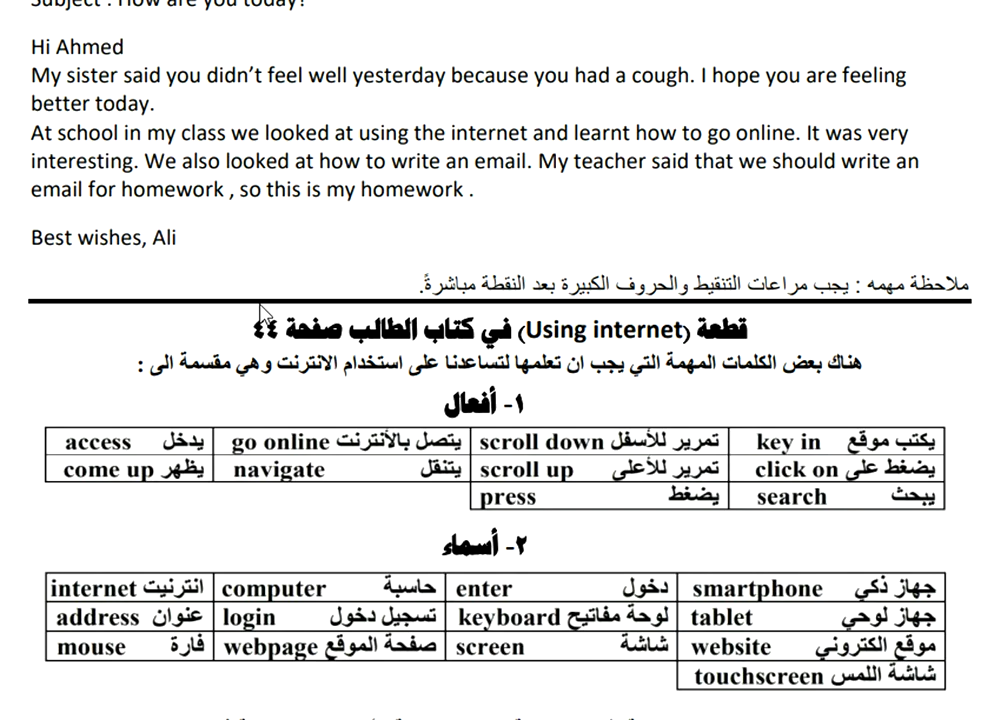 Subject : How are you today?
Hi Ahmed
My sister said you didn’t feel well yesterday because you had a cough. I hope you are feeling
better today.
At school in my class we looked at using the internet and learnt how to go online. It was very
interesting. We also looked at how to write an email. My teacher said that we should write an
email for homework , so this is my homework .
Best wishes, Ali
ملاحظة مهمه : يجب مراعات التنقيط والحروف الكبيرة بعد النقطة مباشرةً.
قطعة (Using internet) في كتاب الطالب صفحة ٤٤
هناك بعض الكلمات المهمة التي يجب ان تعلمها لتساعدنا على استخدام الانترنت وهي مقسمة الى :
١- أفعال
access يدخل go online يتصل بالأنترنت scroll down تمرير للأسفل key in يكتب موقع
come up يظهر navigate يتنقل scroll up تمرير للأعلى click on يضغط على
press يضغط search يبحث
٢- أسماء
internet انترنيت computer حاسبة enter دخول smartphone جهاز ذكي
address عنوان login تسجيل دخول keyboard لوحة مفاتيح tablet جهاز لوحي
mouse فارة webpage صفحة الموقع screen شاشة website موقع الكتروني
touchscreen شاشة اللمس